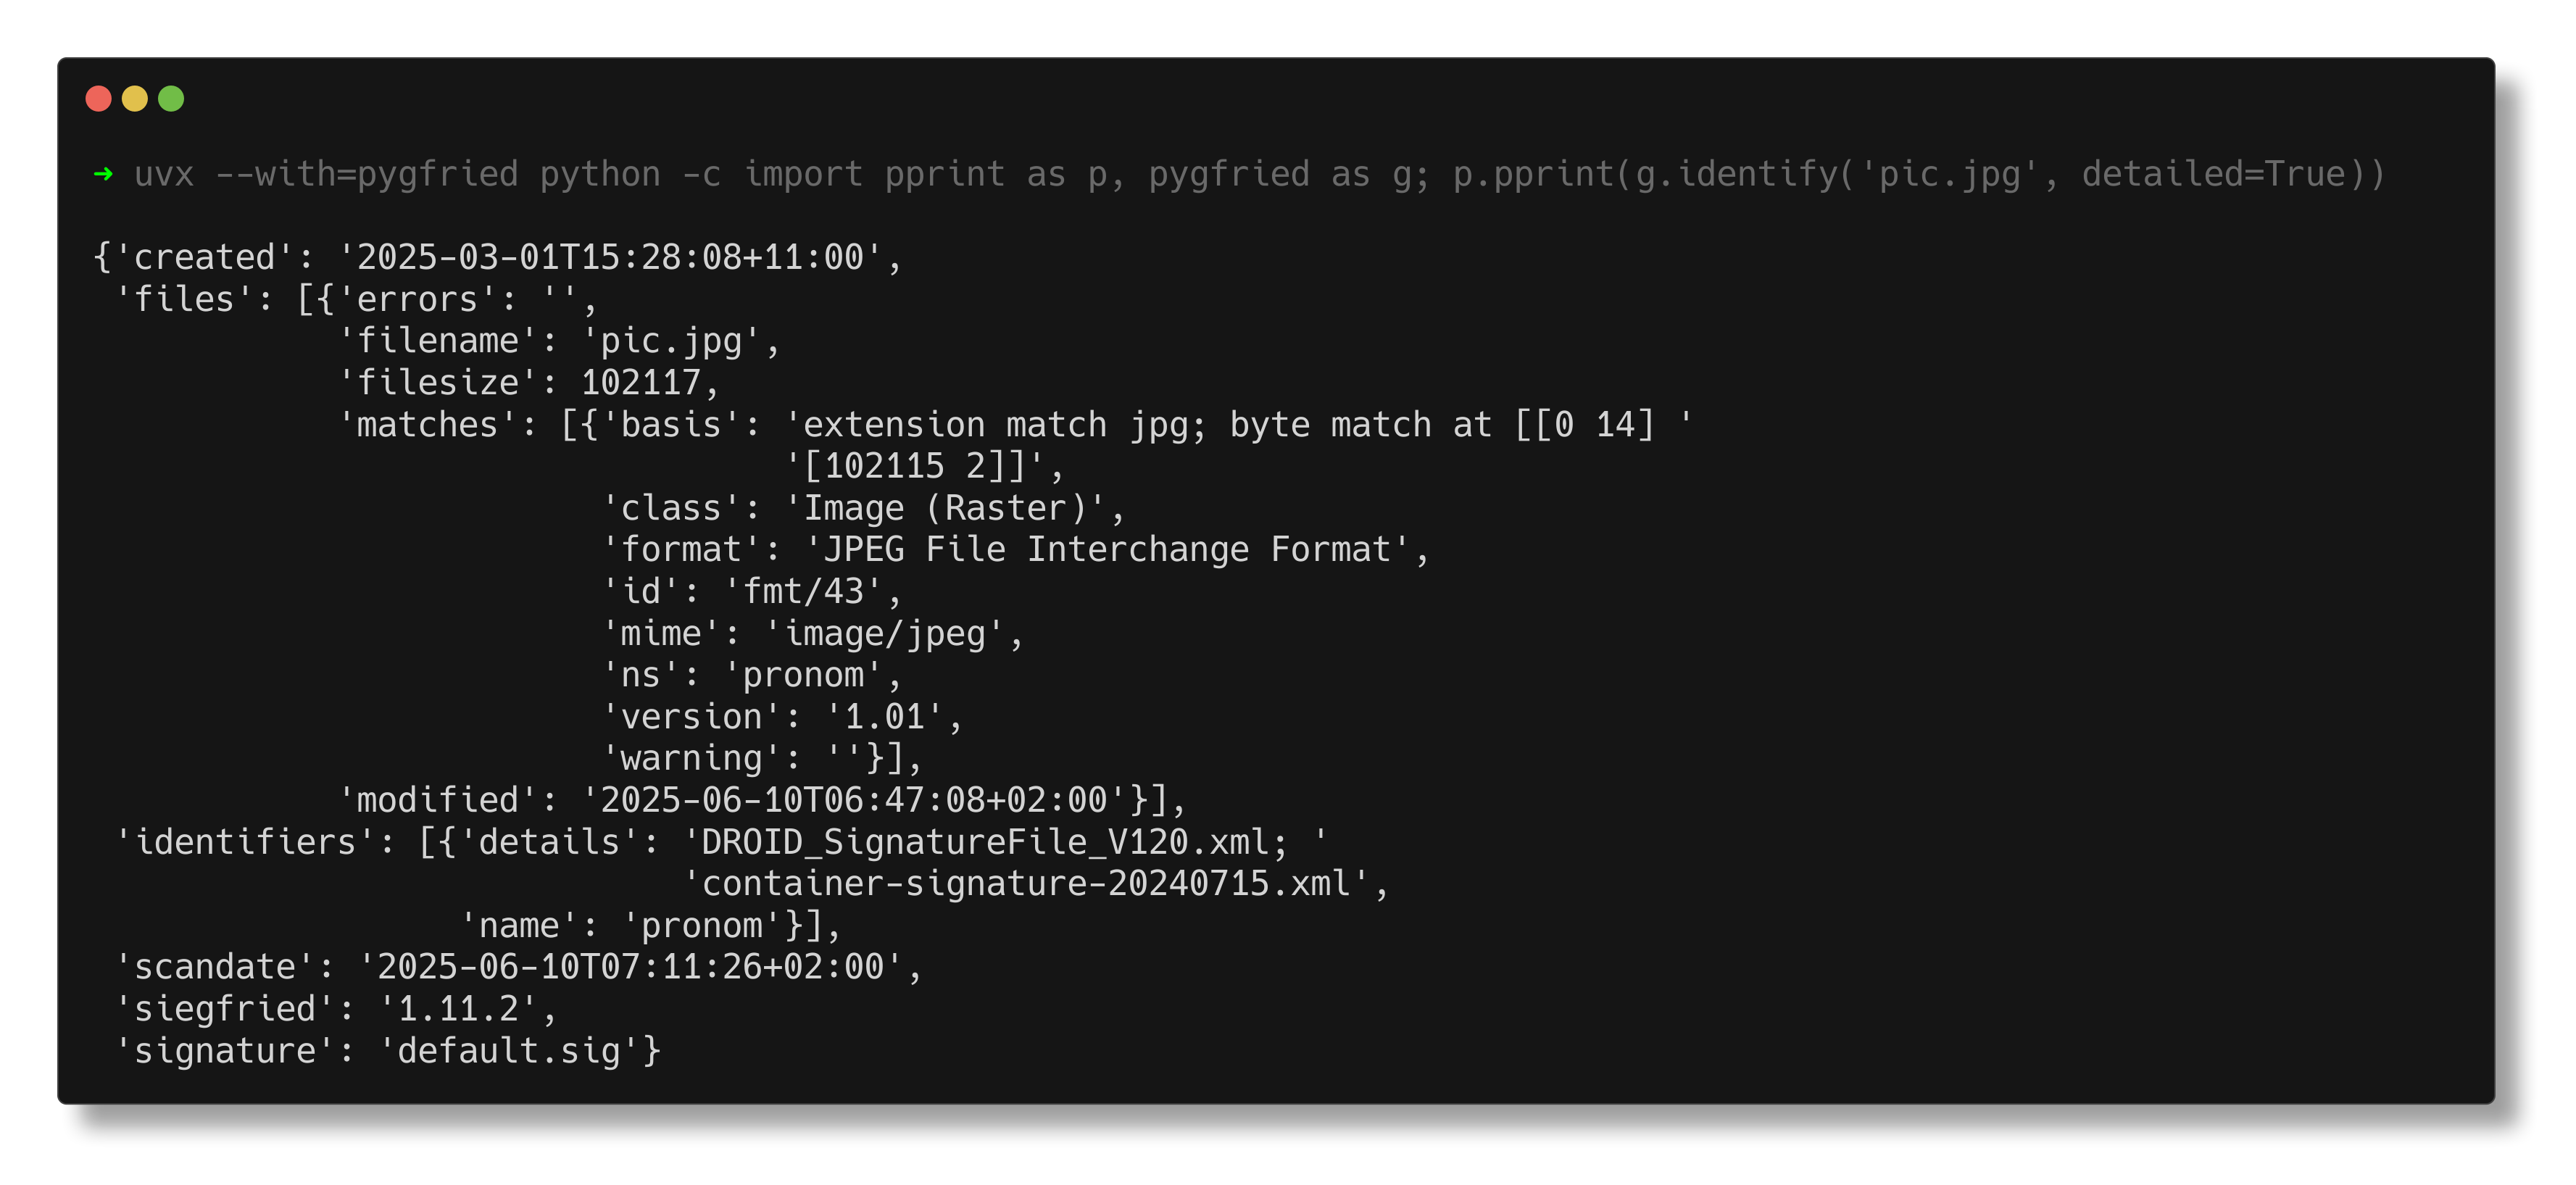 ➜ uvx --with=pygfried python -c import pprint as p, pygfried as g; p.pprint(g.identify('pic.jpg', detailed=True))
{'created': '2025-03-01T15:28:08+11:00',
 'files': [{'errors': '',
            'filename': 'pic.jpg',
            'filesize': 102117,
            'matches': [{'basis': 'extension match jpg; byte match at [[0 14] '
                                  '[102115 2]]',
                         'class': 'Image (Raster)',
                         'format': 'JPEG File Interchange Format',
                         'id': 'fmt/43',
                         'mime': 'image/jpeg',
                         'ns': 'pronom',
                         'version': '1.01',
                         'warning': ''}],
            'modified': '2025-06-10T06:47:08+02:00'}],
 'identifiers': [{'details': 'DROID_SignatureFile_V120.xml; '
                             'container-signature-20240715.xml',
                  'name': 'pronom'}],
 'scandate': '2025-06-10T07:11:26+02:00',
 'siegfried': '1.11.2',
 'signature': 'default.sig'}